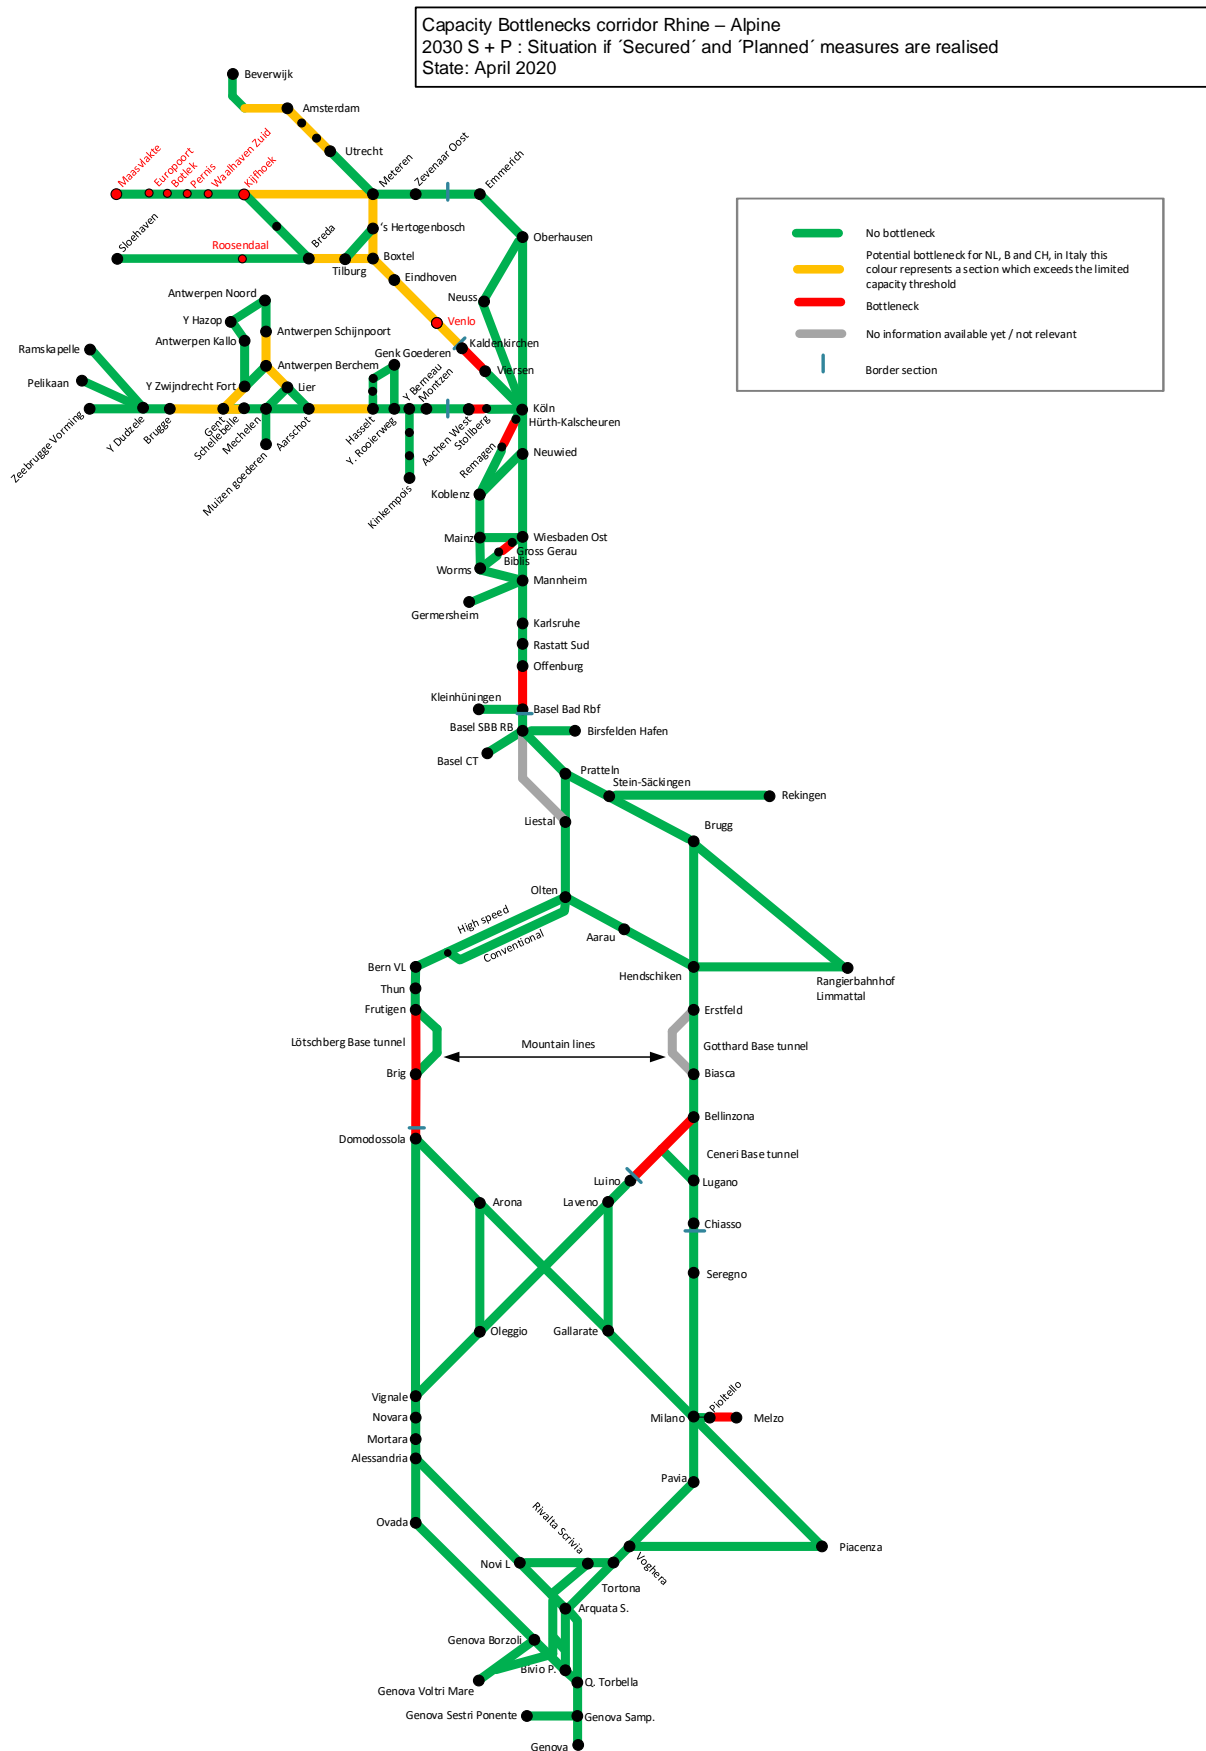 Capacity Bottlenecks corridor Rhine – Alpine
2030 S + P : Situation if ´Secured´ and ´Planned´ measures are realised
State: April 2020
Beverwijk
Amsterdam
Utrecht
Maasvlakte
Europoort
Botlek
Pernis
Waalhaven Zuid
Kijfhoek
Meteren
Zevenaar Oost
Emmerich
Sloehaven
Roosendaal
Breda
Tilburg
's Hertogenbosch
Boxtel
Oberhausen
Eindhoven
Neuss
Venlo
Kaldenkirchen
Viersen
No bottleneck
Potential bottleneck for NL, B and CH, in Italy this
colour represents a section which exceeds the limited
capacity threshold
Bottleneck
No information available yet / not relevant
Border section
Antwerpen Noord
Y Hazop
Antwerpen Schijnpoort
Antwerpen Kallo
Ramskapelle
Antwerpen Berchem
Genk Goederen
Pelikaan
Y Zwijndrecht Fort
Lier
Y Berneau
Montzen
Zeebrugge Vorming
Y Dudzele
Brugge
Gent
Schellebelle
Mechelen
Muizen goederen
Aarschot
Hasselt
Y. Rooierweg
Kinkempois
Aachen West
Stollberg
Köln
Hürth-Kalscheuren
Remagen
Neuwied
Koblenz
Mainz
Wiesbaden Ost
Gross Gerau
Biblis
Worms
Mannheim
Germersheim
Karlsruhe
Rastatt Sud
Offenburg
Kleinhüningen
Basel Bad Rbf
Basel SBB RB
Birsfelden Hafen
Basel CT
Pratteln
Stein-Säckingen
Rekingen
Liestal
Brugg
Olten
High speed
Conventional
Aarau
Bern VL
Hendschiken
Rangierbahnhof
Limmattal
Thun
Frutigen
Erstfeld
Lötschberg Base tunnel
Mountain lines
Gotthard Base tunnel
Brig
Biasca
Bellinzona
Domodossola
Ceneri Base tunnel
Luino
Lugano
Arona
Laveno
Chiasso
Seregno
Oleggio
Gallarate
Vignale
Novara
Milano
Pioltello
Melzo
Mortara
Alessandria
Pavia
Ovada
Rivalta Scrivia
Voghera
Piacenza
Novi L
Tortona
Arquata S.
Genova Borzoli
Bivio P.
Genova Voltri Mare
Q. Torbella
Genova Sestri Ponente
Genova Samp.
Genova